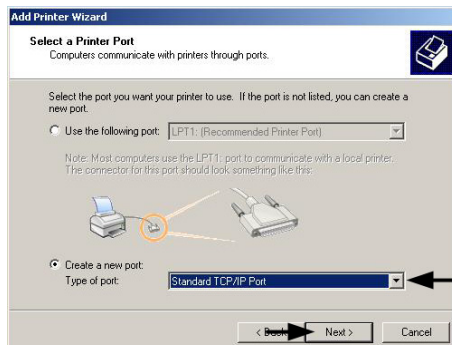 Add Printer Wizard
Select a Printer Port
Computers communicate with printers through ports.
Select the port you want your printer to use. If the port is not listed, you can create a
new port.
Use the following port: LPT1: (Recommended Printer Port)
Note: Most computers use the LPT1: port to communicate with a local printer.
The connector for this port should look something like this:
Create a new port:
Type of port: Standard TCP/IP Port
< Next > Cancel